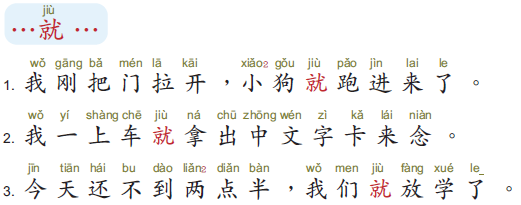 jiù
…就…
wǒ gāng bǎ mén lā kāi xiǎo2 gǒu jiù pǎo jìn lai le
1. 我刚把门拉开，小狗就跑进来了。
wǒ yí shàng chē jiù ná chū zhōng wén zì kǎ lái niàn
2. 我一上车就拿出中文字卡来念。
jīn tiān hái bu dào liǎn2 diǎn bàn wǒ men jiù fàng xué le_
3. 今天还不到两点半，我们就放学了。